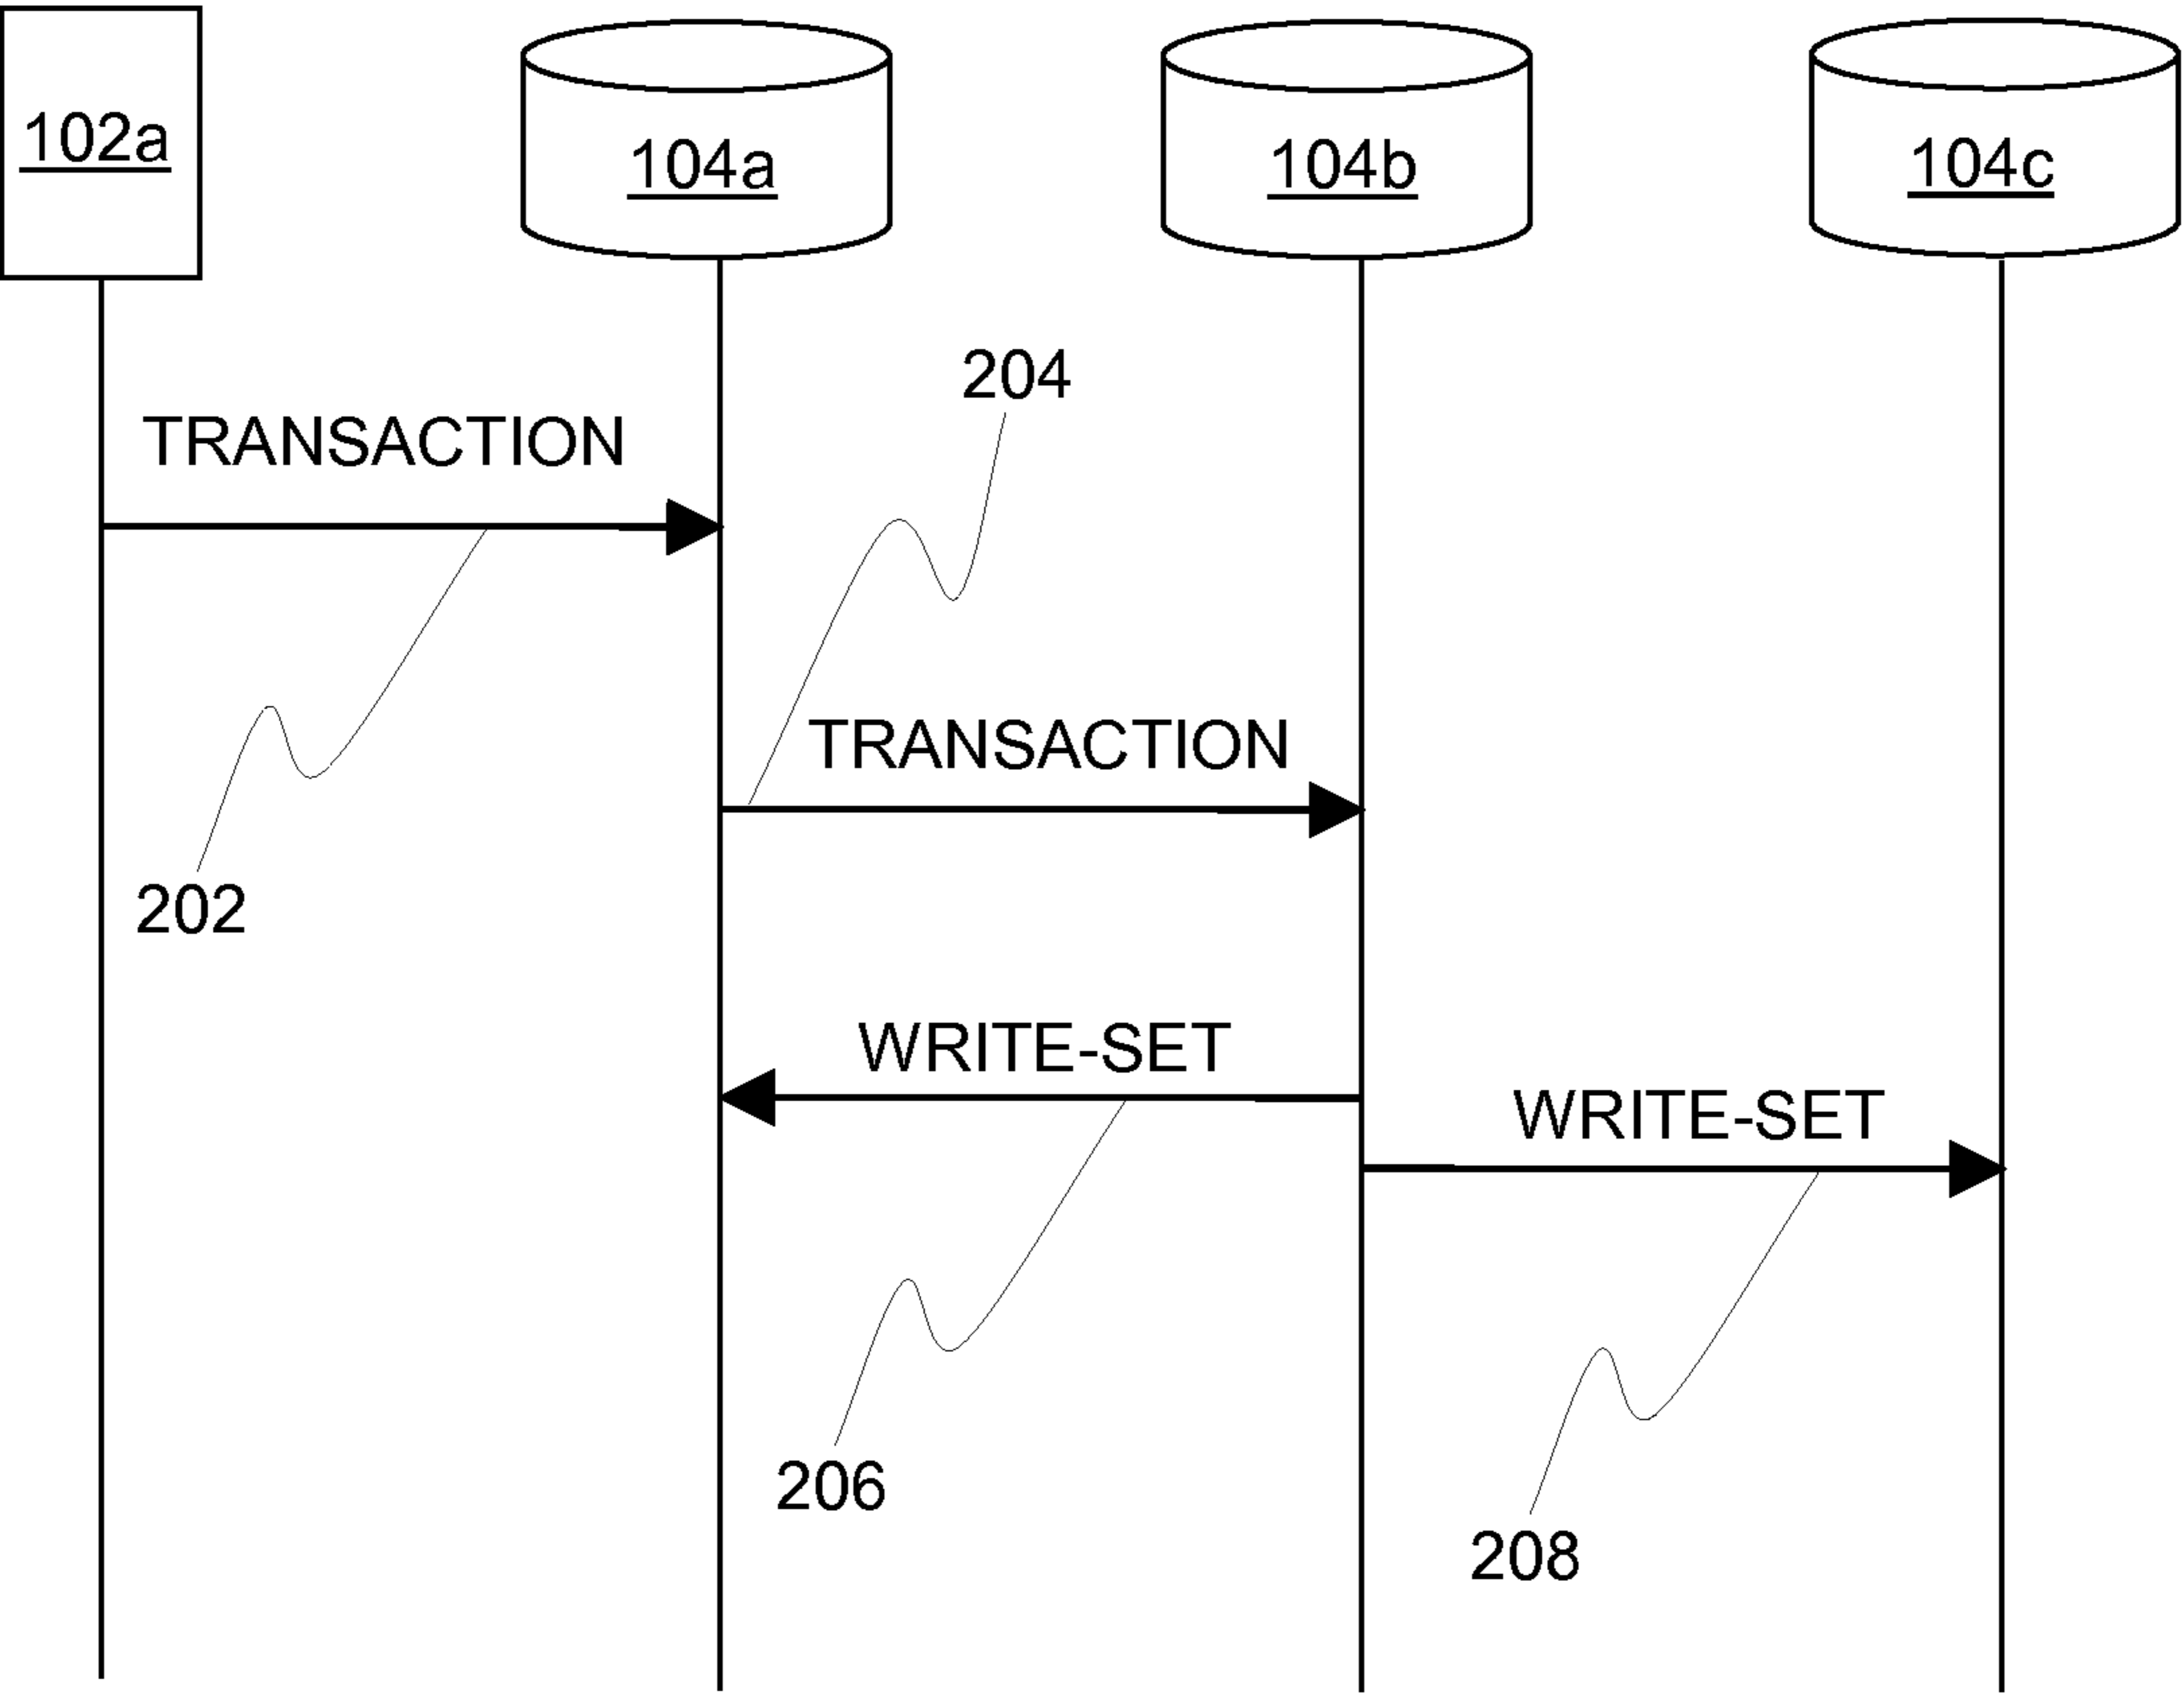 102a
104a
104b
104c
204
TRANSACTION
TRANSACTION
202
WRITE-SET
WRITE-SET
206
208